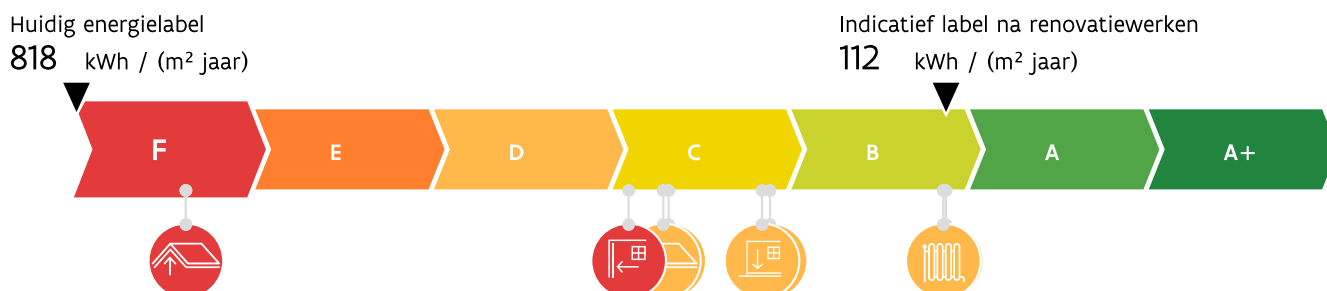 Huidig energielabel
818 kWh / (m² jaar)
Indicatief label na renovatiewerken
112 kWh / (m² jaar)
F E D C B A A+